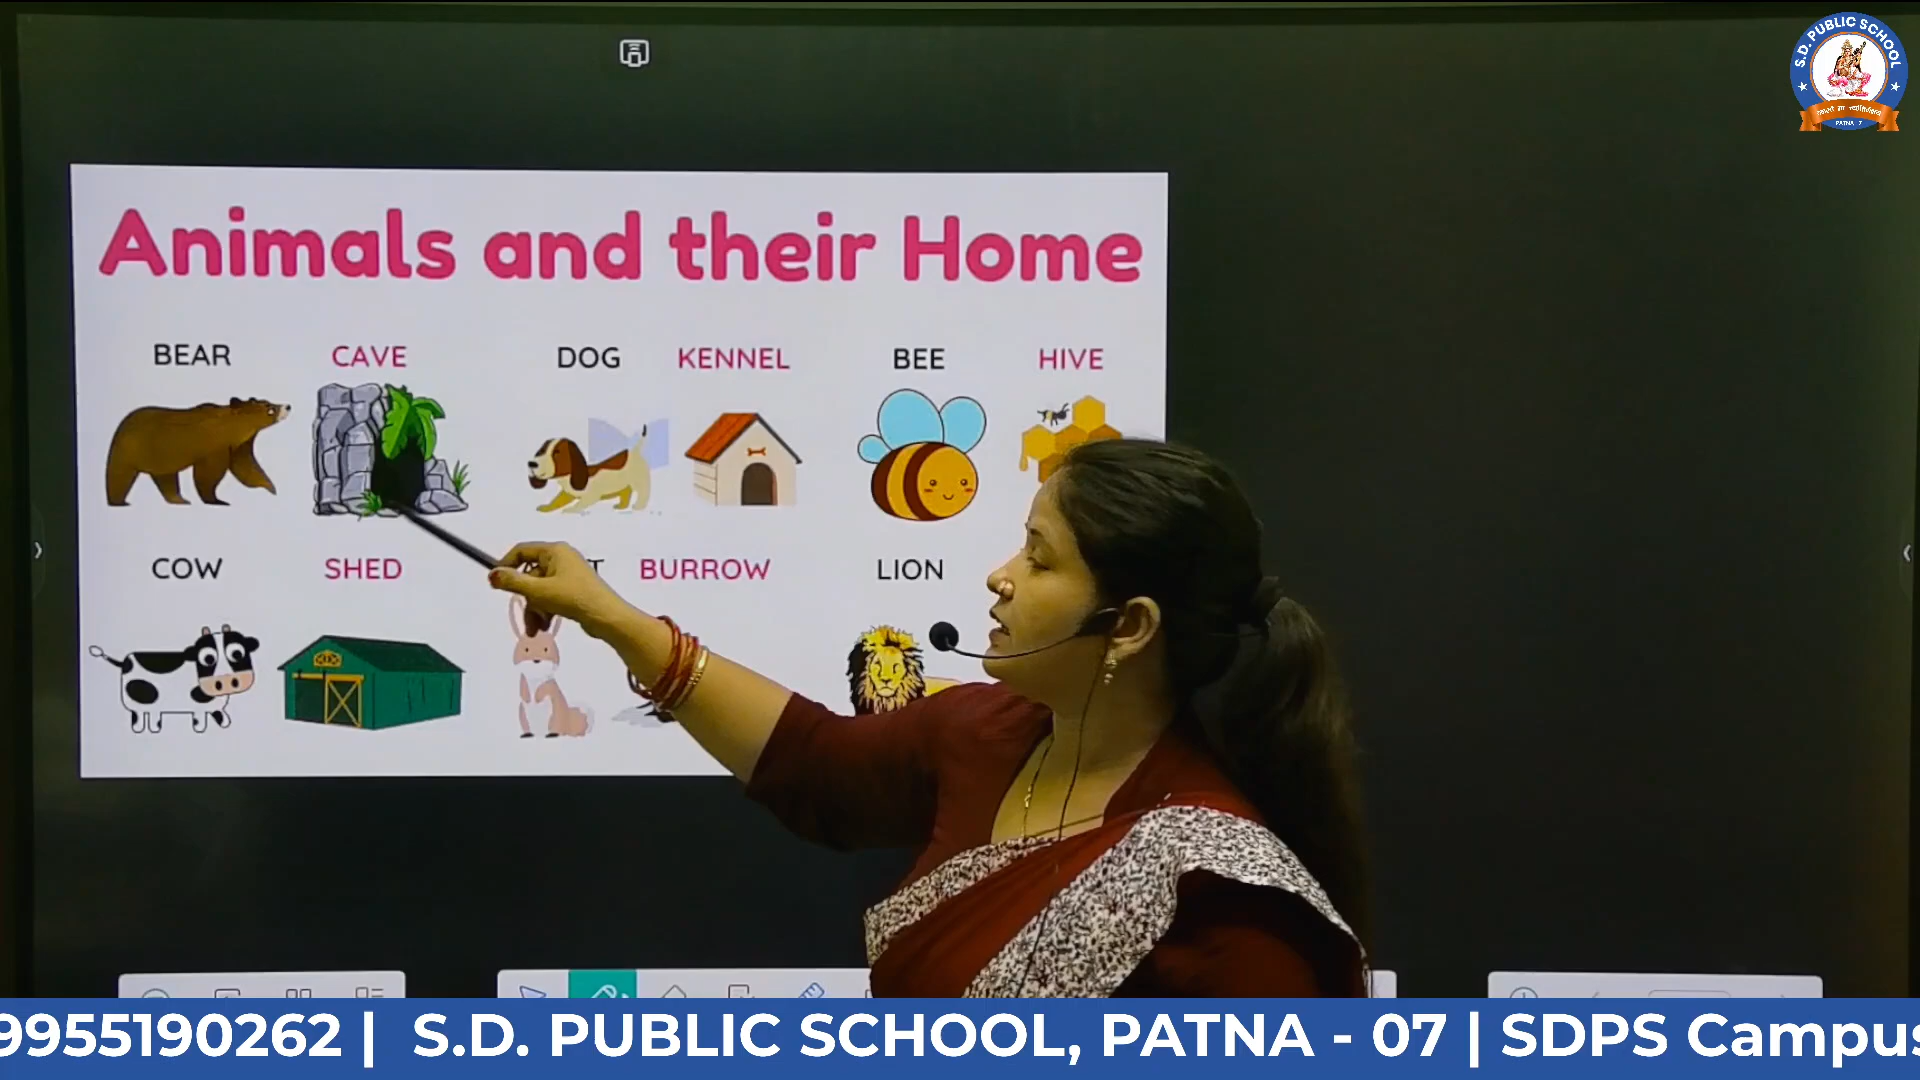 S.D. PUBLIC SCHOOL
PATNA 7
Animals and their Home
BEAR CAVE DOG KENNEL BEE HIVE
COW SHED BURROW LION
9955190262 | S.D. PUBLIC SCHOOL, PATNA - 07 | SDPS Campus